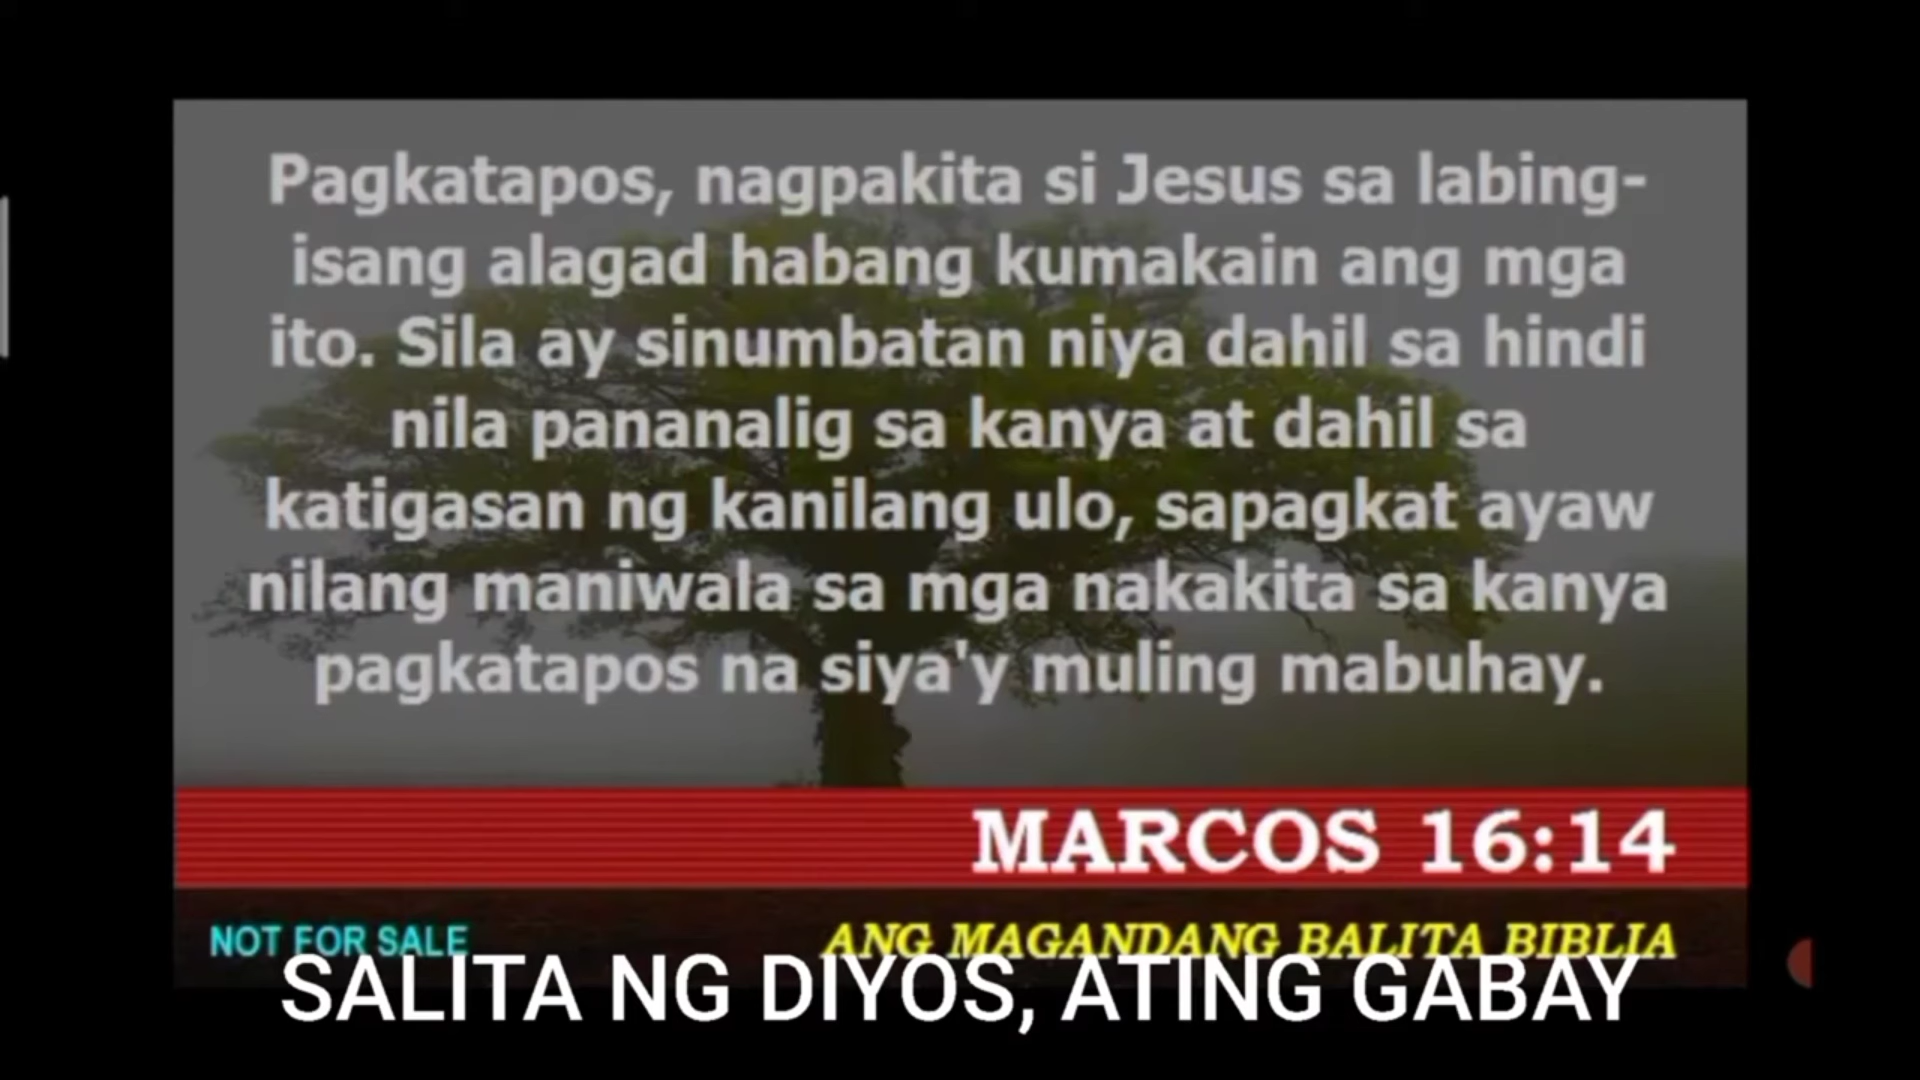 Pagkatapos, nagpakita si Jesus sa labing-
isang alagad habang kumakain ang mga
ito. Sila ay sinumbatan niya dahil sa hindi
nila pananalig sa kanya at dahil sa
katigasan ng kanilang ulo, sapagkat ayaw
nilang maniwala sa mga nakakita sa kanya
pagkatapos na siya'y muling mabuhay.
MARCOS 16:14
NOT FOR SALE
ANG MAGANDANG BALITA BIBLIA
SALITA NG DIYOS, ATING GABAY